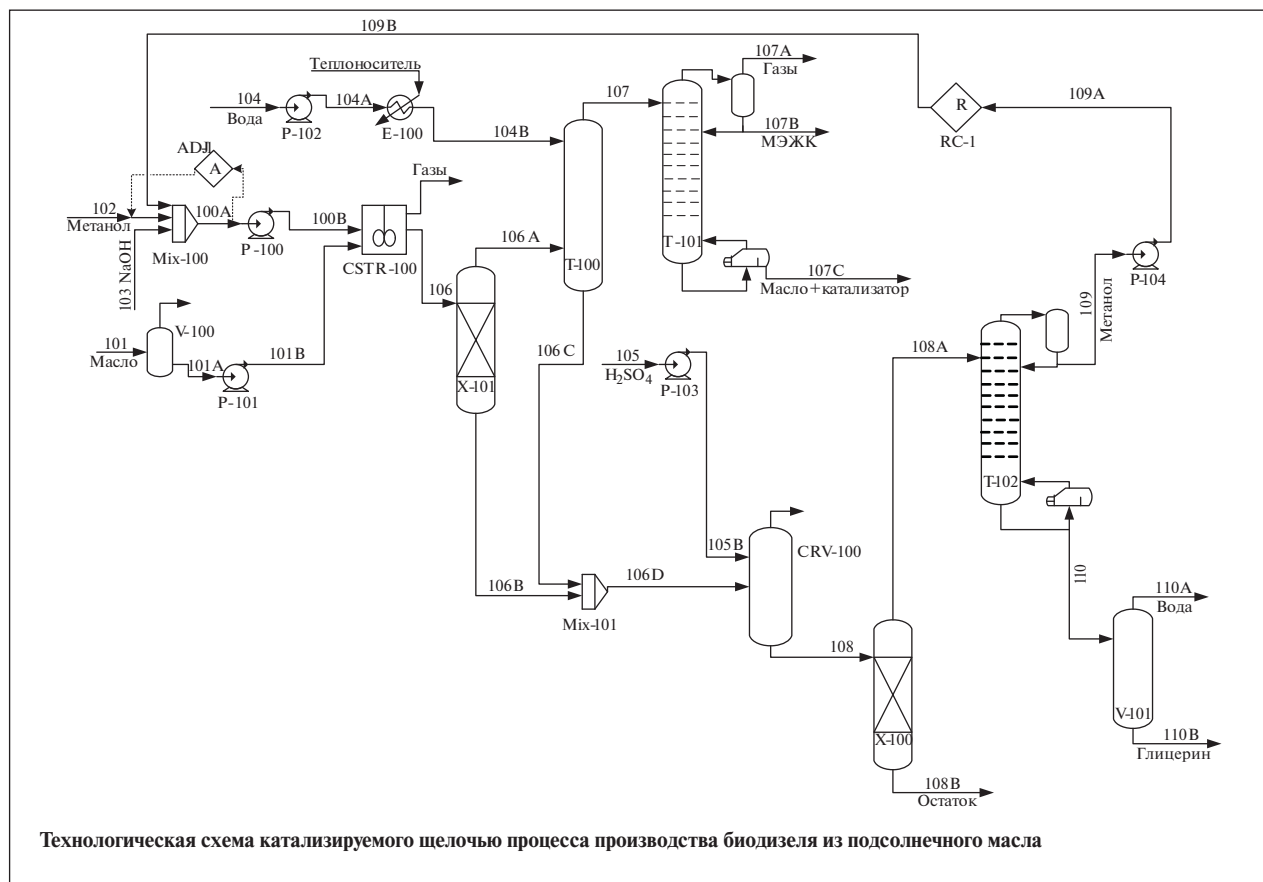 109B
107A
Газы
Теплоноситель
104
Вода
104A
P-102
E-100
104B
107
107B
МЭЖК
109A
R
RC-1
ADJ1
A
Газы
102
Метанол
100A
100B
P-100
Mix-100
103 NaOH
CSTR-100
106A
T-100
T-101
107C
Масло+катализатор
106
V-100
101
Масло
101A
101B
P-101
X-101
106C
105
H₂SO₄
P-103
108A
109
Метанол
P-104
T-102
105B
CRV-100
106B
106D
Mix-101
110
110A
Вода
108
X-100
V-101
110B
Глицерин
108B
Остаток
Технологическая схема катализируемого щелочью процесса производства биодизеля из подсолнечного масла